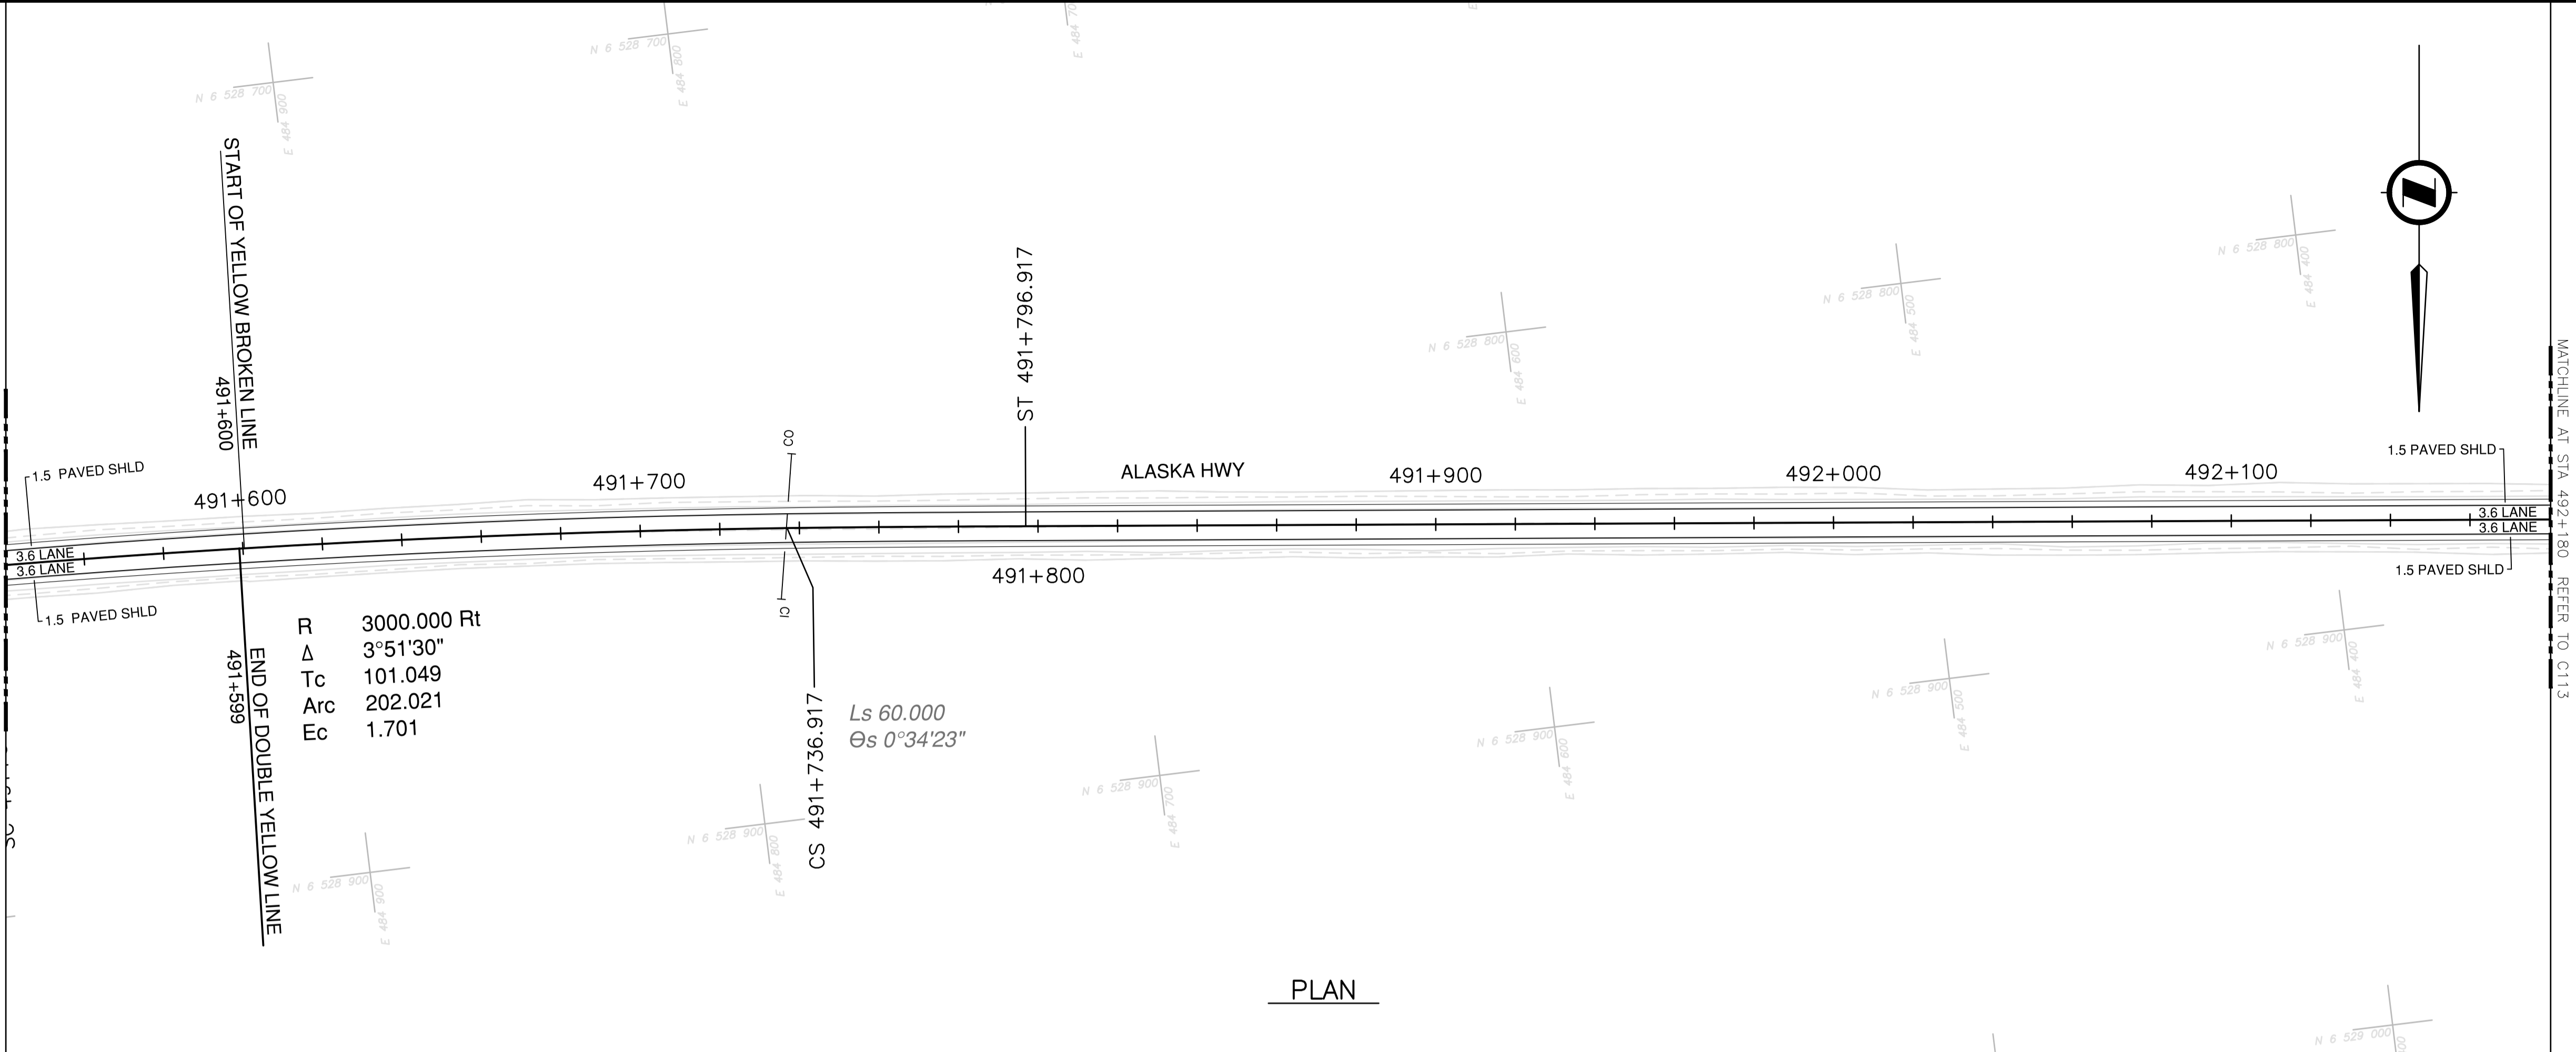 N 6 528 700
E 484 900
N 6 528 700
E 484 800
START OF YELLOW BROKEN LINE
491+600
ST 491+796.917
N 6 528 800
E 484 600
N 6 528 800
E 484 500
N 6 528 800
E 484 400
MATCHLINE AT STA 492+180 REFER TO C113
1.5 PAVED SHLD
491+600
491+700
CO
ALASKA HWY
491+900
492+000
492+100
1.5 PAVED SHLD
3.6 LANE
3.6 LANE
3.6 LANE
3.6 LANE
1.5 PAVED SHLD
491+800
1.5 PAVED SHLD
CI
END OF DOUBLE YELLOW LINE
491+599
R 3000.000 Rt
Δ 3°51'30"
Tc 101.049
Arc 202.021
Ec 1.701
CS 491+736.917
Ls 60.000
ϴs 0°34'23"
N 6 528 900
E 484 900
N 6 528 900
E 484 800
N 6 528 900
E 484 700
N 6 528 900
E 484 600
N 6 528 900
E 484 500
N 6 528 900
E 484 400
PLAN
N 6 529 000